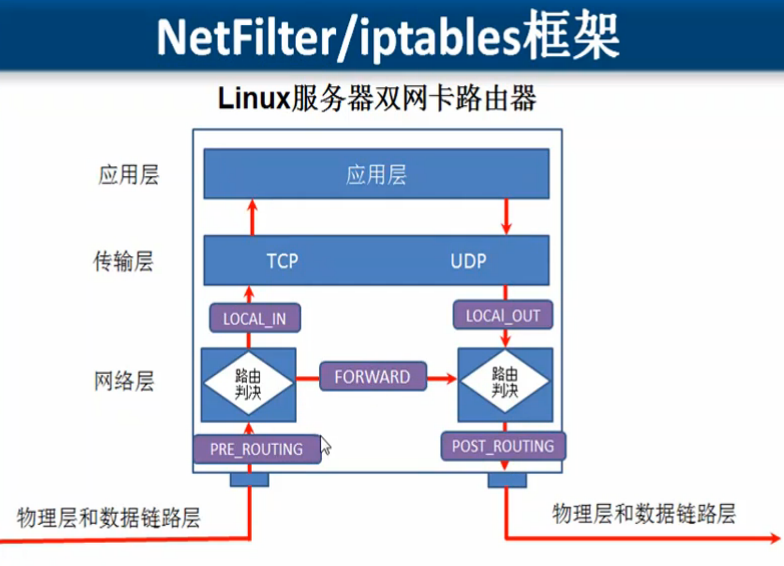 NetFilter/iptables框架
Linux服务器双网卡路由器
应用层
应用层
传输层
TCP
UDP
LOCAL_IN
LOCAl_OUT
网络层
路由
判决
FORWARD
路由
判决
PRE_ROUTING
POST_ROUTING
物理层和数据链路层
物理层和数据链路层